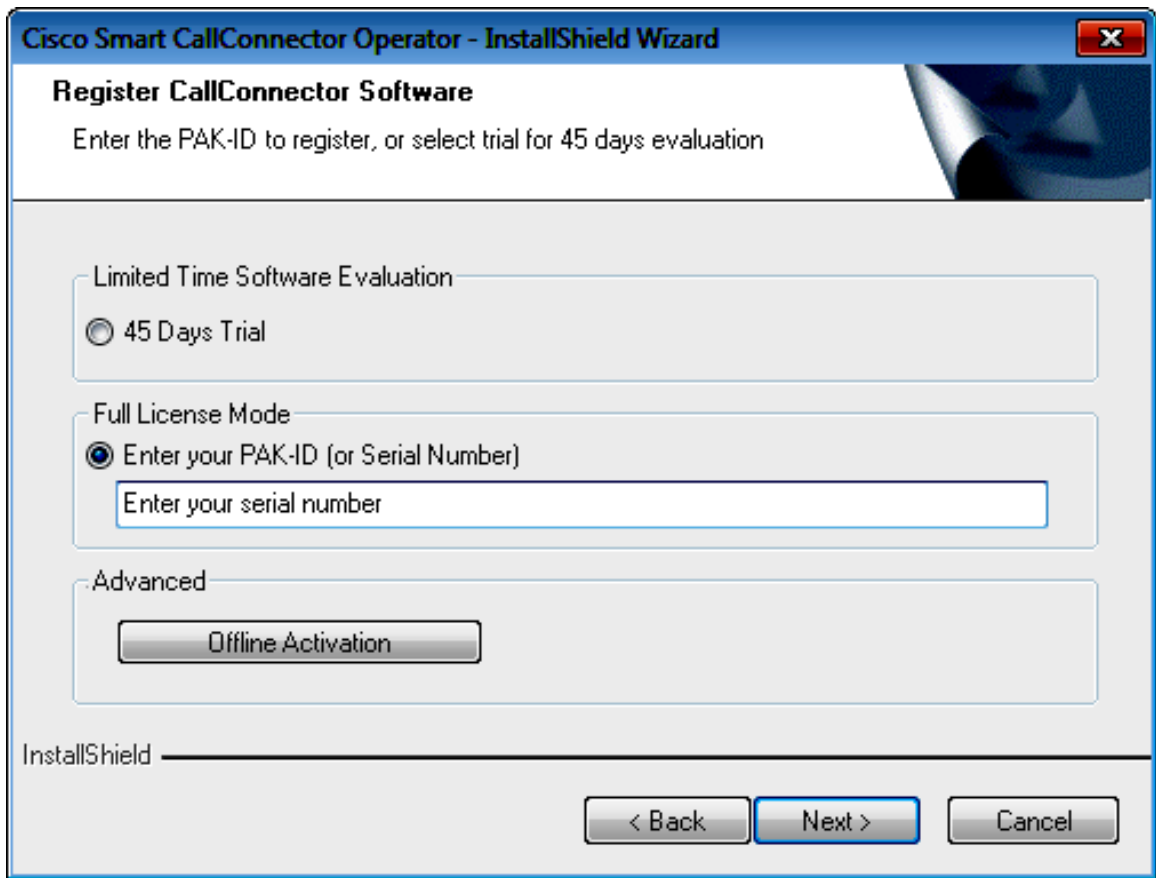 Cisco Smart CallConnector Operator - InstallShield Wizard
Register CallConnector Software
Enter the PAK-ID to register, or select trial for 45 days evaluation
Limited Time Software Evaluation
45 Days Trial
Full License Mode
Enter your PAK-ID (or Serial Number)
Enter your serial number
Advanced
Offline Activation
InstallShield
< Back
Next >
Cancel